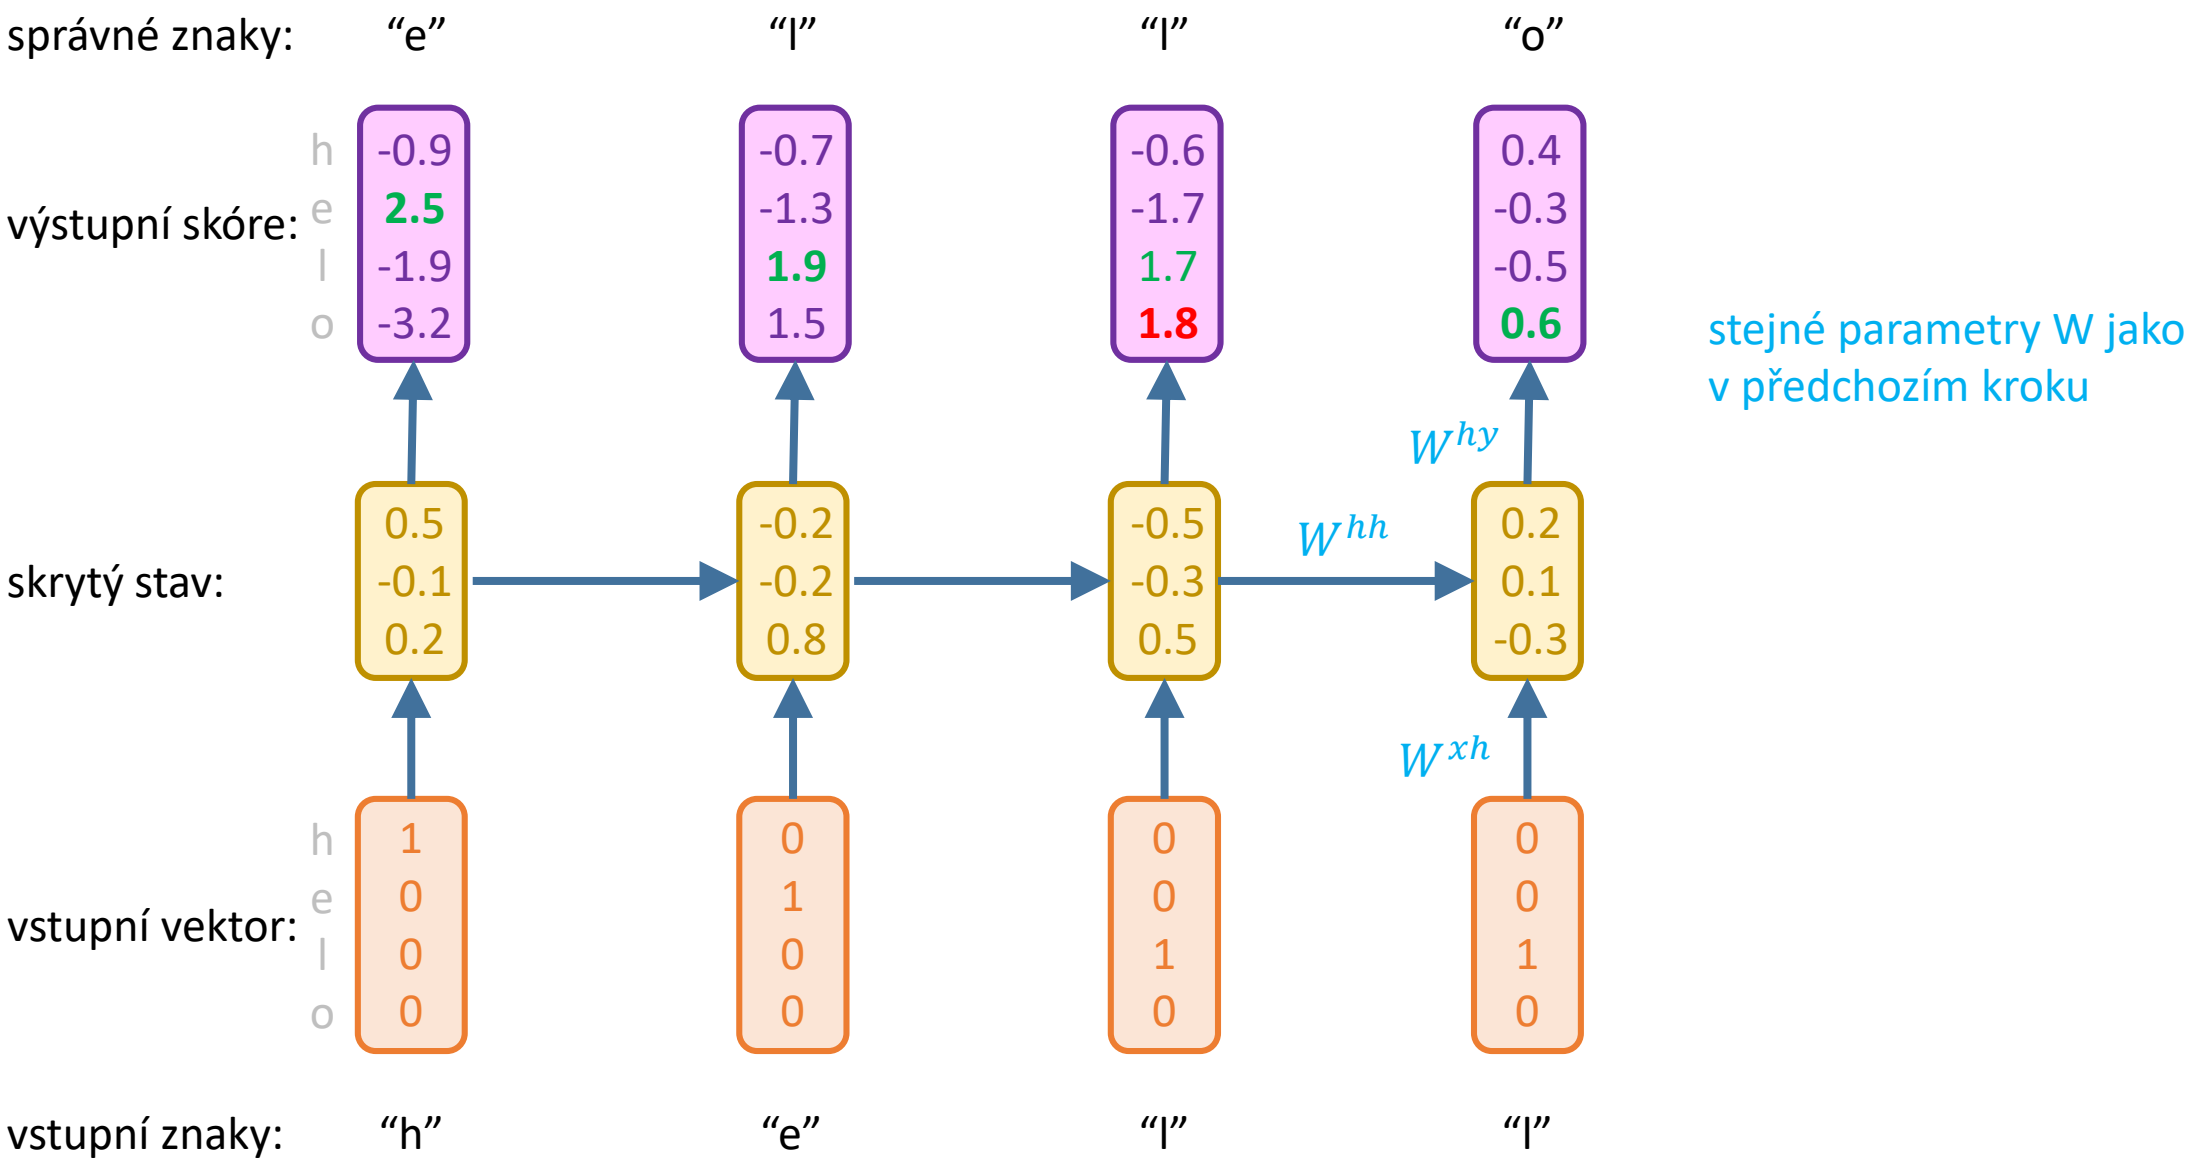 správné znaky: “e” “l” “l” “o”
h -0.9 -0.7 -0.6 0.4
výstupní skóre: e 2.5 -1.3 -1.7 -0.3
l -1.9 1.9 1.7 -0.5
o -3.2 1.5 1.8 0.6
stejné parametry W jako
v předchozím kroku
W^{hy}
0.5 -0.2 -0.5 W^{hh} 0.2
skrytý stav: -0.1 -0.2 -0.3 0.1
0.2 0.8 0.5 -0.3
W^{xh}
h 1 0 0 0
e 0 1 0 0
vstupní vektor: l 0 0 1 1
o 0 0 0 0
vstupní znaky: “h” “e” “l” “l”